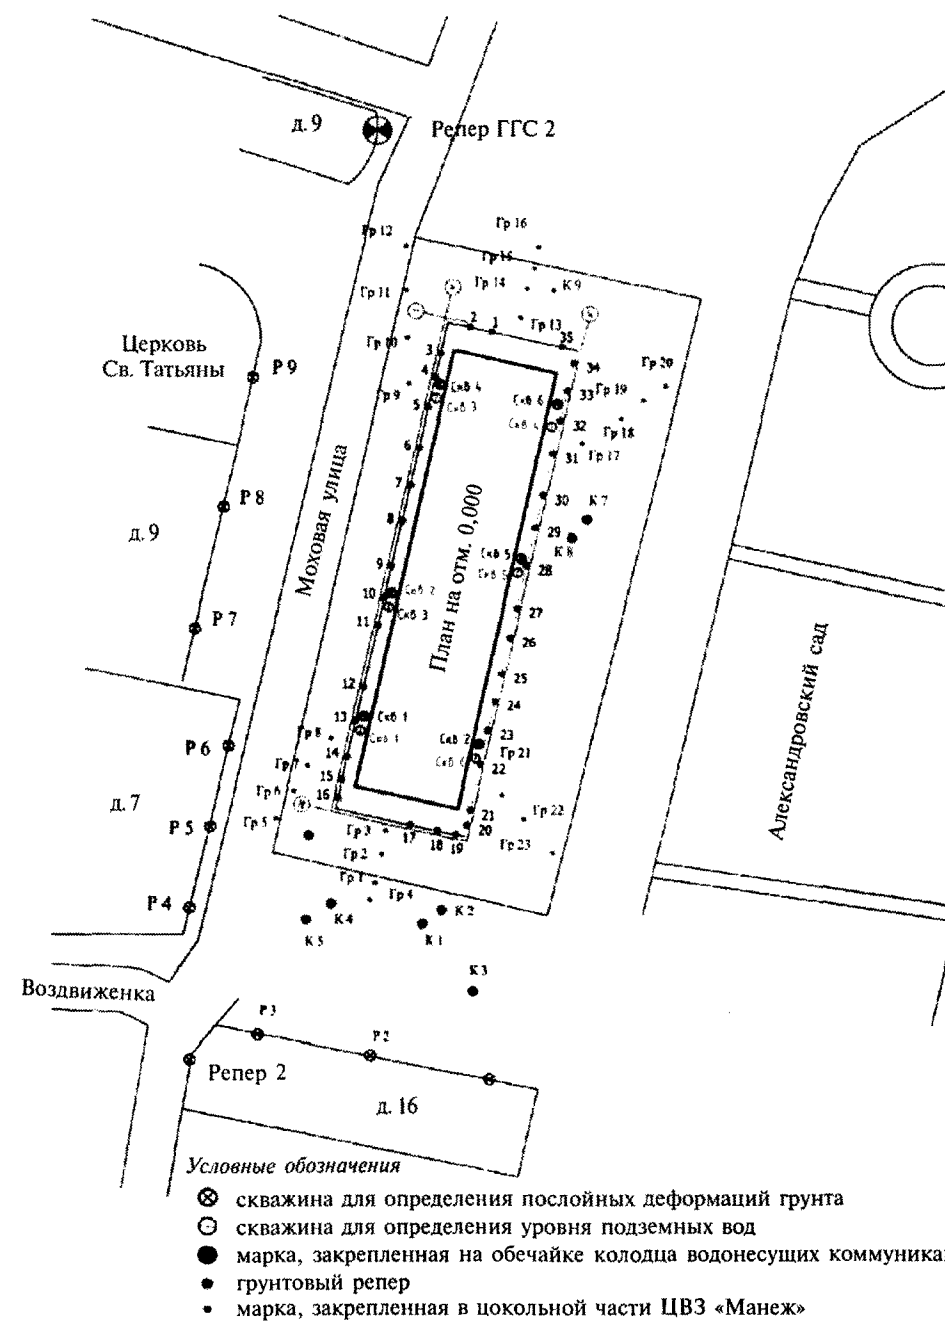 д. 9
Репер ГГС 2
Гр 16
Гр 12
Гр 15
Гр 14
К 9
Гр 11
2
1
Гр 13
35
Гр 10
Церковь
Св. Татьяны
Р 9
3
34
Гр 20
4
Скв 4
33
Гр 19
Гр 9
5
Скв 3
Скв 6
Скв 4
32
Гр 18
6
31
Гр 17
Моховая улица
7
План на отм. 0,000
Р 8
30
К 7
8
29
К 8
д. 9
9
Скв 5
28
10
Скв 2
Скв 3
27
11
Р 7
26
Александровский сад
25
12
24
13
Скв 1
Скв 1
23
Скв 2
Гр 8
Р 6
14
Гр 21
22
Гр 7
15
Гр 6
16
д. 7
Гр 5
21
Гр 22
Р 5
Гр 3
17
18
19
20
Гр 23
Гр 2
Гр 1
Гр 4
Р 4
К 4
К 2
К 5
К 1
К 3
Воздвиженка
Р 3
Р 2
Репер 2
д. 16
Условные обозначения
скважина для определения послойных деформаций грунта
скважина для определения уровня подземных вод
марка, закрепленная на обечайке колодца водонесущих коммуника
грунтовый репер
марка, закрепленная в цокольной части ЦВЗ «Манеж»